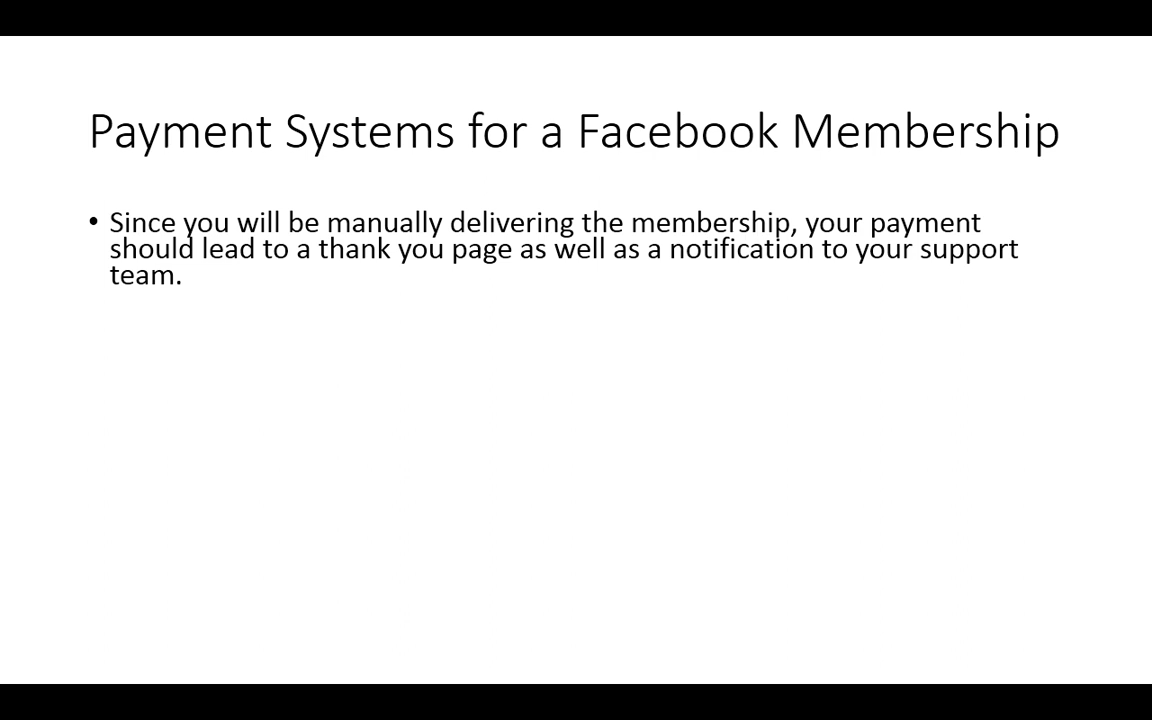 Payment Systems for a Facebook Membership
• Since you will be manually delivering the membership, your payment
should lead to a thank you page as well as a notification to your support
team.